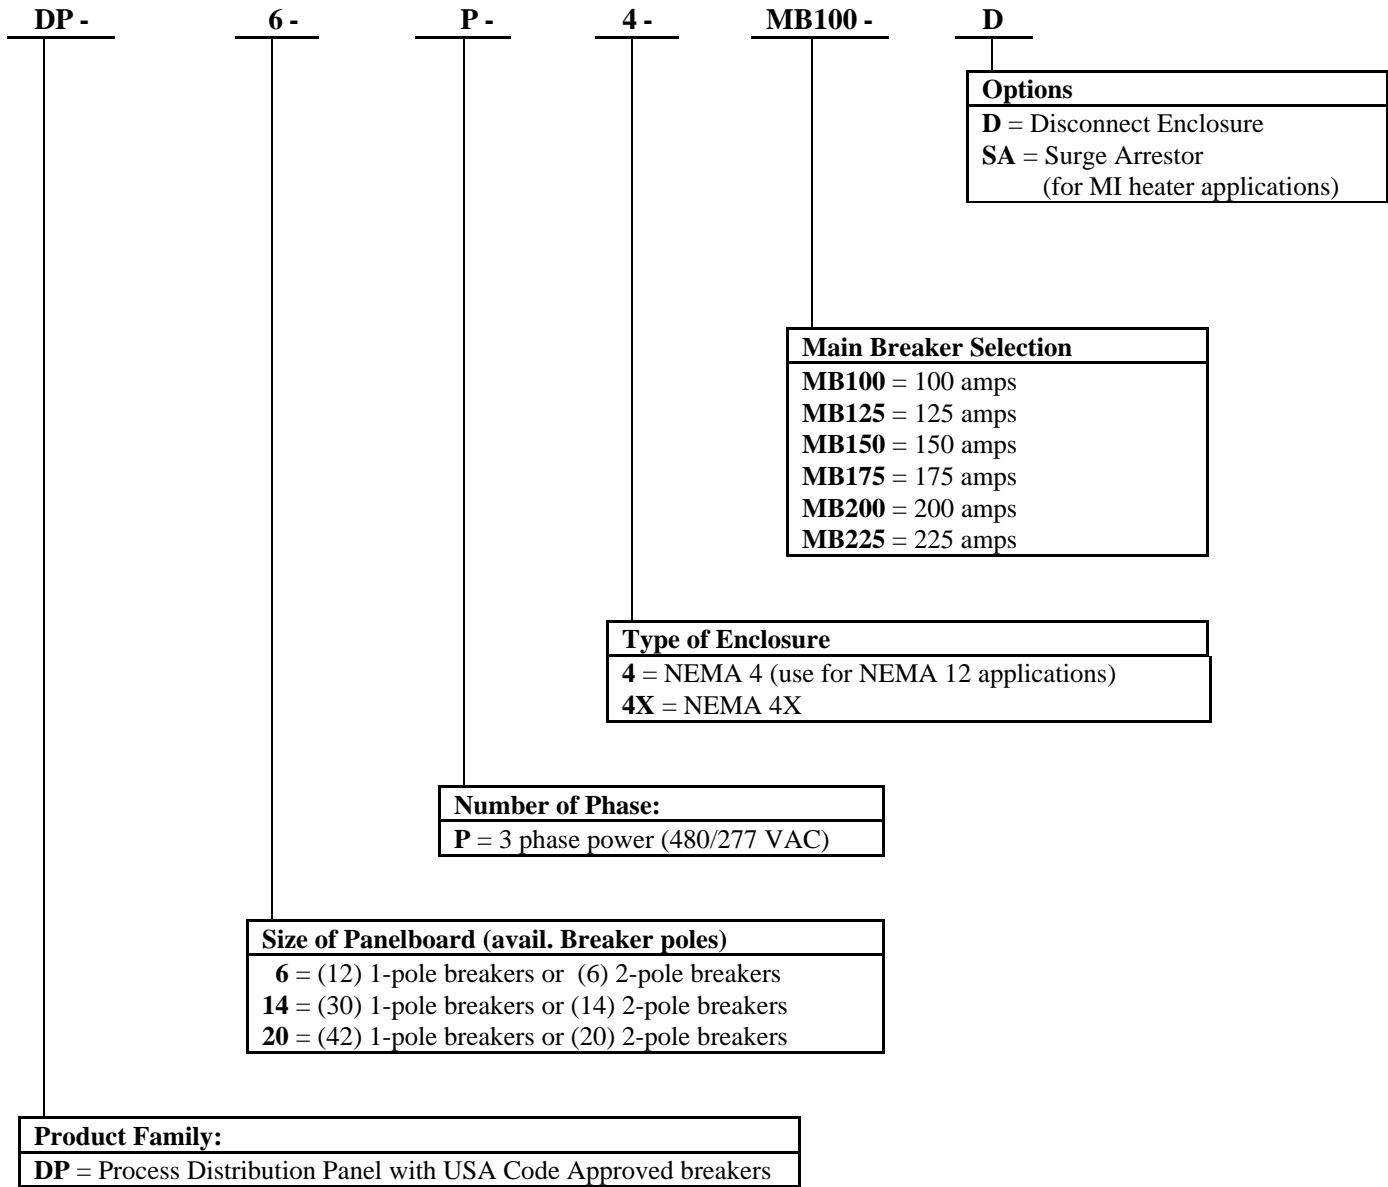 DP - 6 - P - 4 - MB100 - D
Options
D = Disconnect Enclosure
SA = Surge Arrestor
(for MI heater applications)
Main Breaker Selection
MB100 = 100 amps
MB125 = 125 amps
MB150 = 150 amps
MB175 = 175 amps
MB200 = 200 amps
MB225 = 225 amps
Type of Enclosure
4 = NEMA 4 (use for NEMA 12 applications)
4X = NEMA 4X
Number of Phase:
P = 3 phase power (480/277 VAC)
Size of Panelboard (avail. Breaker poles)
6 = (12) 1-pole breakers or (6) 2-pole breakers
14 = (30) 1-pole breakers or (14) 2-pole breakers
20 = (42) 1-pole breakers or (20) 2-pole breakers
Product Family:
DP = Process Distribution Panel with USA Code Approved breakers